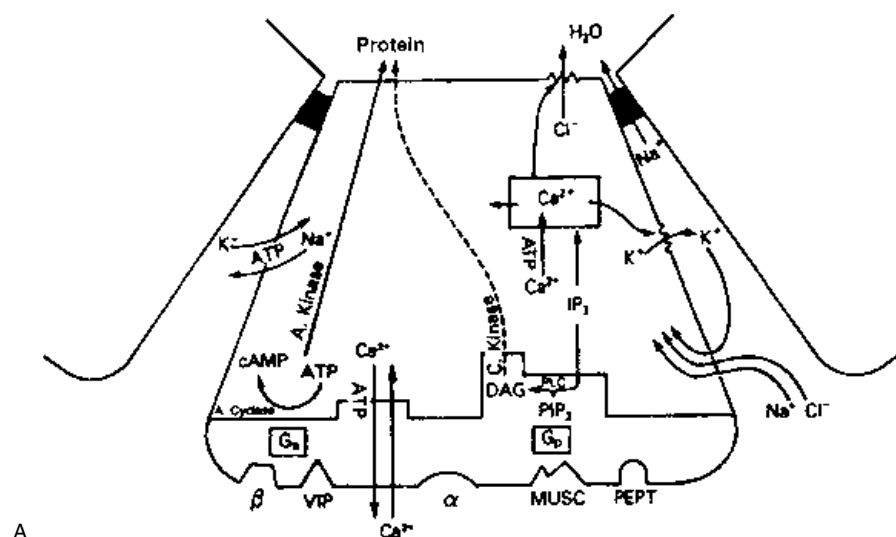 Protein
H₂O
Cl⁻
Na⁺
Ca²⁺
K⁺
ATP
Na⁺
K⁺
K⁺
ATP
Ca²⁺
A. Kinase
Kinase
C
IP₃
cAMP
ATP
Ca²⁺
ATP
DAG
PLC
PIP₂
A Cyclase
Na⁺
Cl⁻
Gₛ
Gₚ
β
VIP
α
MUSC
PEPT
Ca²⁺
A